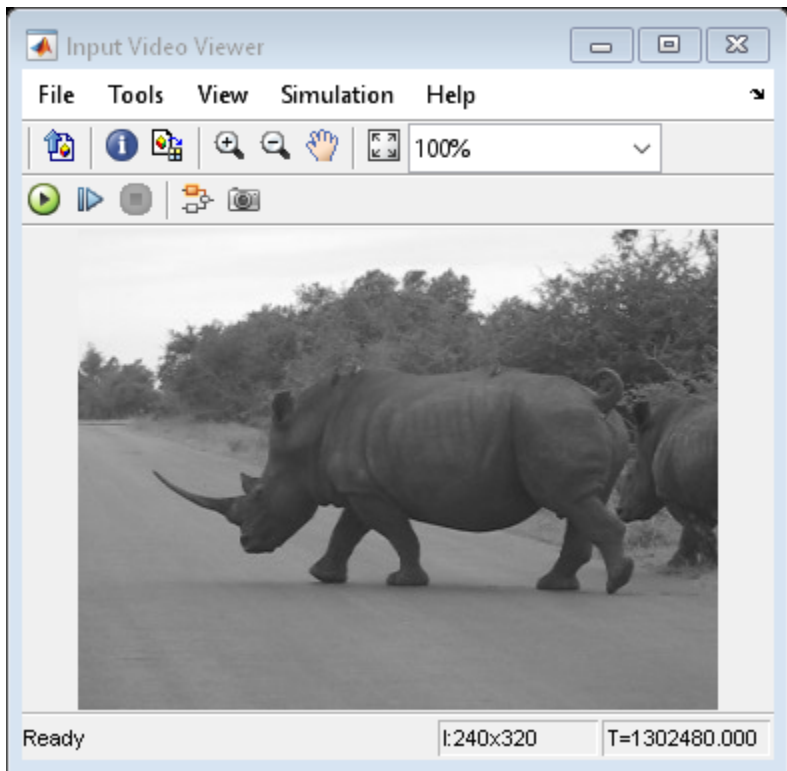 Input Video Viewer
File Tools View Simulation Help
100%
Ready I:240x320 T=1302480.000